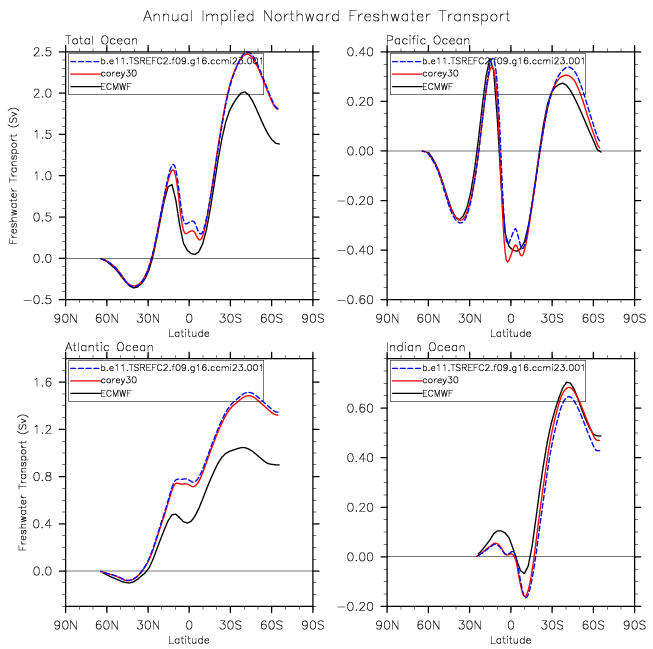 Annual Implied Northward Freshwater Transport
Total Ocean
b.e11.TSREFC2.f09.g16.ccmi23.001
corey30
ECMWF
2.5
2.0
1.5
1.0
0.5
0.0
−0.5
Freshwater Transport (Sv)
90N 60N 30N 0 30S 60S 90S
Latitude
Pacific Ocean
b.e11.TSREFC2.f09.g16.ccmi23.001
corey30
ECMWF
0.40
0.20
0.00
−0.20
−0.40
−0.60
90N 60N 30N 0 30S 60S 90S
Latitude
Atlantic Ocean
b.e11.TSREFC2.f09.g16.ccmi23.001
corey30
ECMWF
1.6
1.2
0.8
0.4
0.0
Freshwater Transport (Sv)
90N 60N 30N 0 30S 60S 90S
Latitude
Indian Ocean
b.e11.TSREFC2.f09.g16.ccmi23.001
corey30
ECMWF
0.60
0.40
0.20
0.00
−0.20
90N 60N 30N 0 30S 60S 90S
Latitude